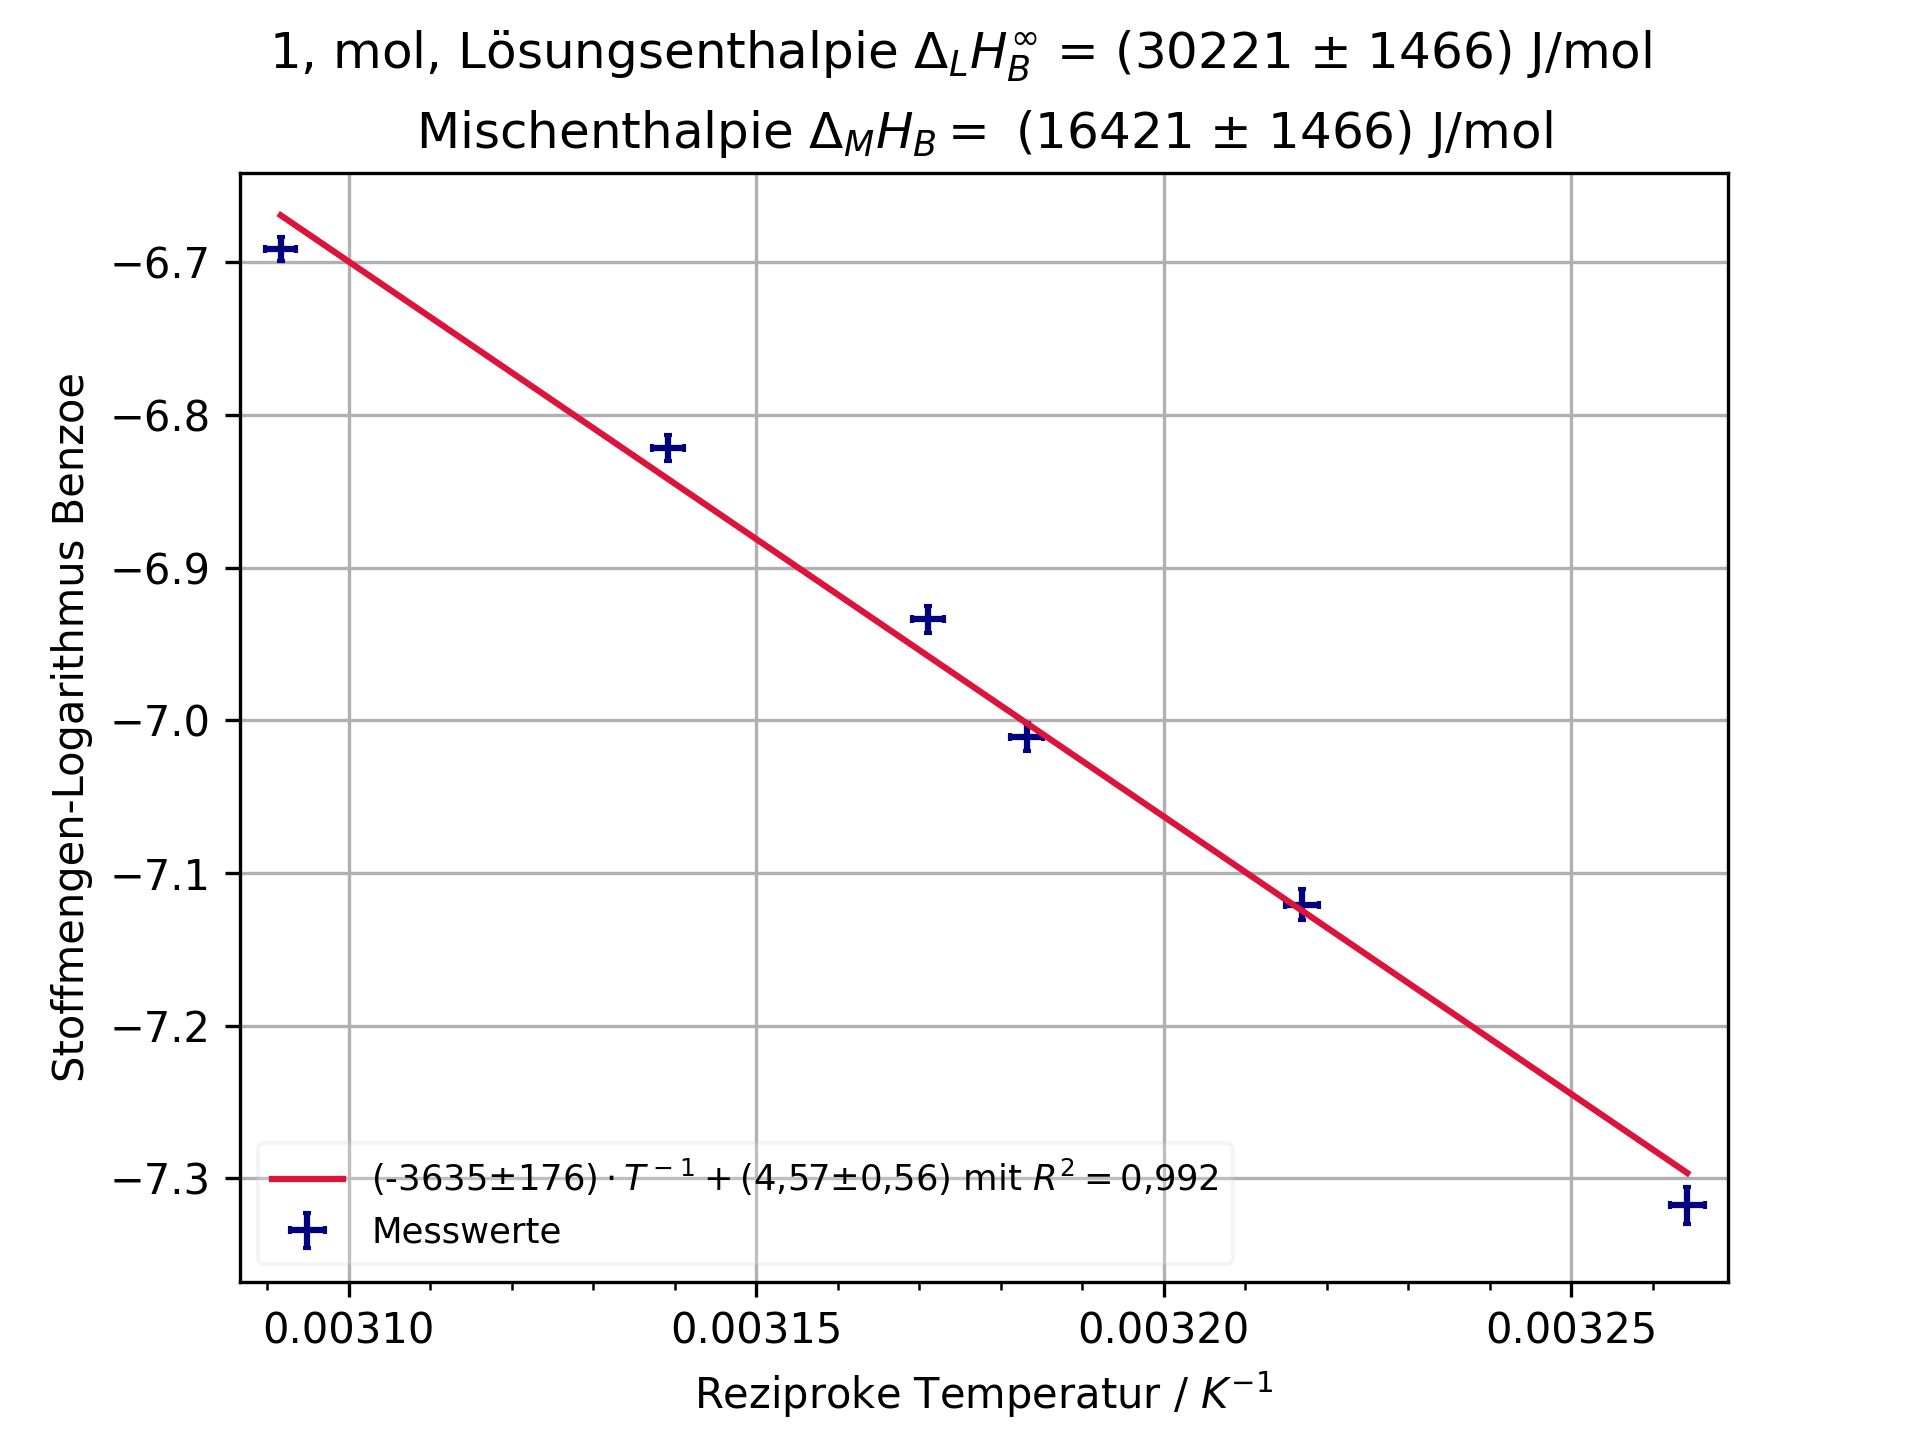 1, mol, Lösungsenthalpie Δ_L H_B^∞ = (30221 ± 1466) J/mol
Mischenthalpie Δ_M H_B = (16421 ± 1466) J/mol
Stoffmengen-Logarithmus Benzoe
−6.7
−6.8
−6.9
−7.0
−7.1
−7.2
−7.3
(-3635±176) · T^−1 + (4,57±0,56) mit R^2 = 0,992
Messwerte
0.00310 0.00315 0.00320 0.00325
Reziproke Temperatur / K^−1